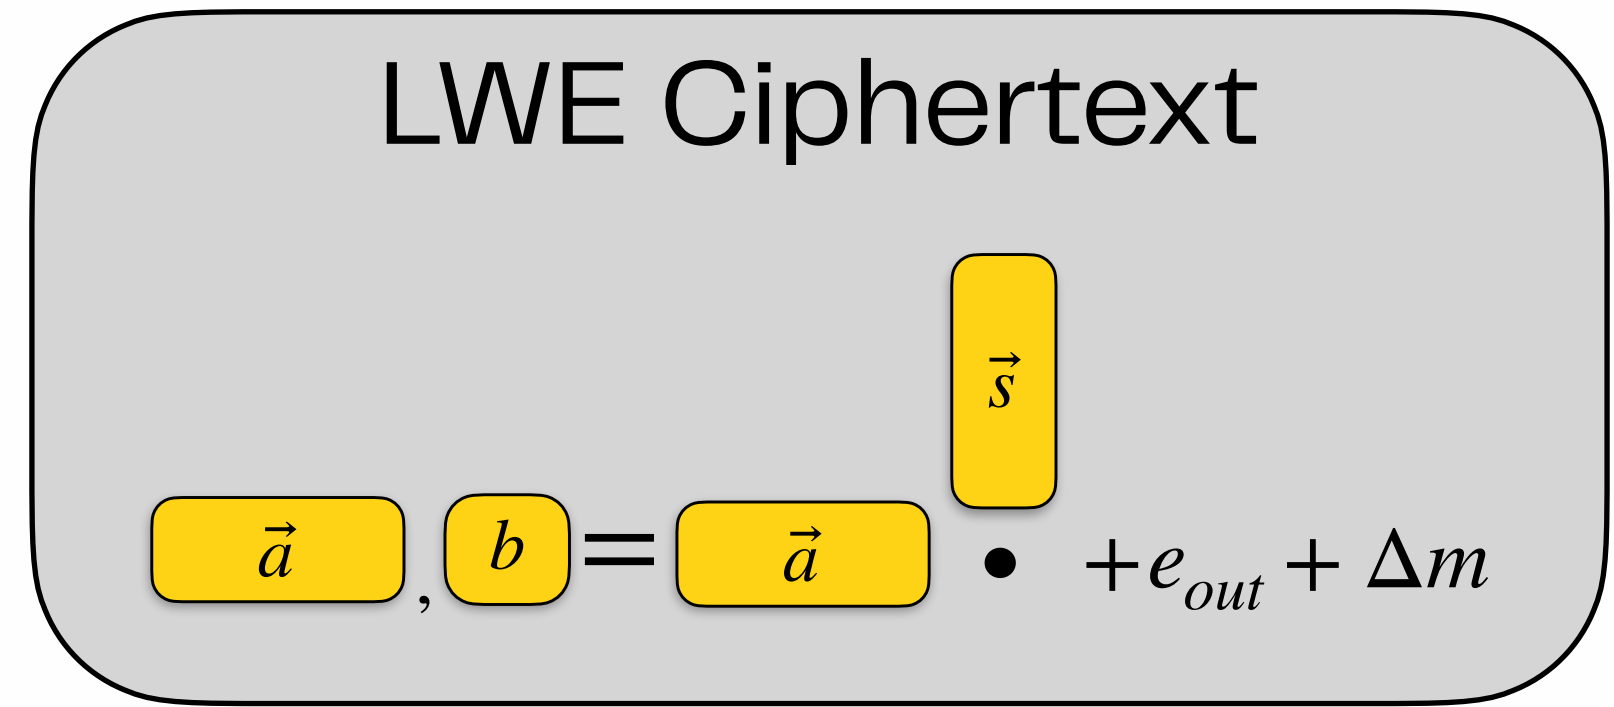 LWE Ciphertext
s⃗
a⃗ , b = a⃗ • +e_out + Δm